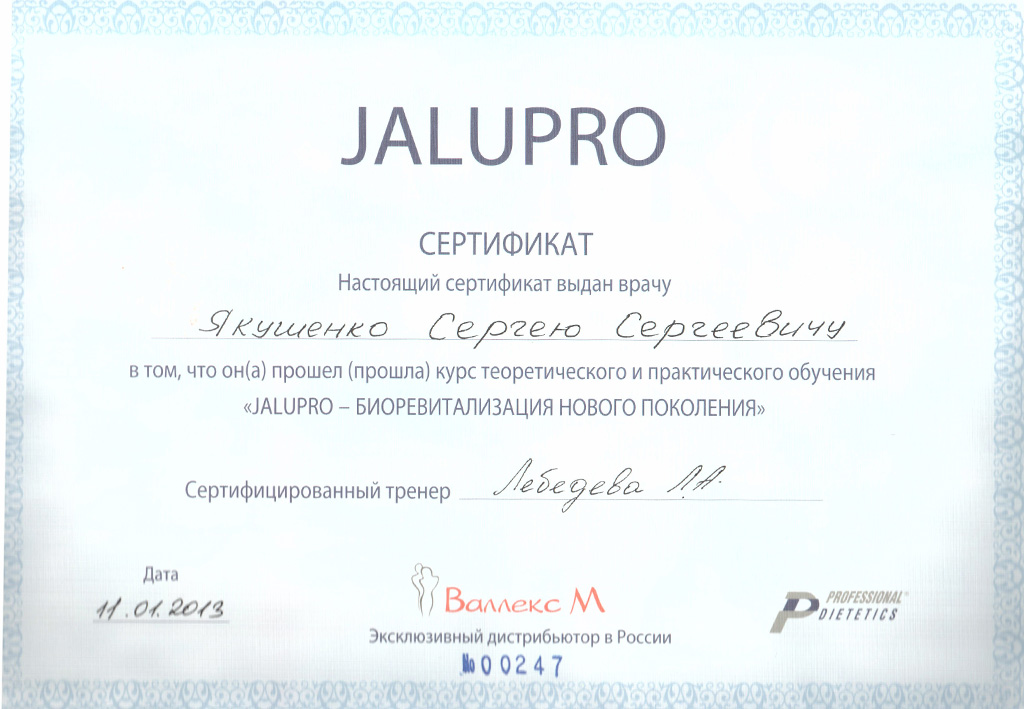 JALUPRO
СЕРТИФИКАТ
Настоящий сертификат выдан врачу
Якушенко Сергею Сергеевичу
в том, что он(а) прошел (прошла) курс теоретического и практического обучения
«JALUPRO – БИОРЕВИТАЛИЗАЦИЯ НОВОГО ПОКОЛЕНИЯ»
Сертифицированный тренер Лебедева Л.А.
Дата
11.01.2013
Валлекс М
Эксклюзивный дистрибьютор в России
№00247
PROFESSIONAL®
DIETETICS